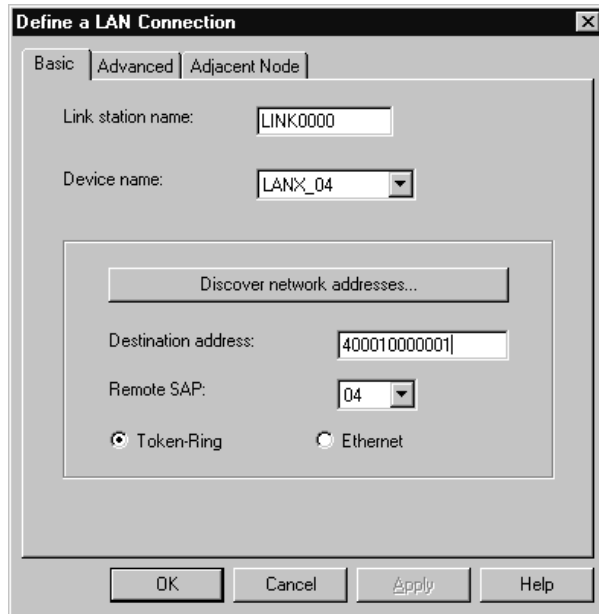 Define a LAN Connection
Basic Advanced Adjacent Node
Link station name: LINK0000
Device name: LANX_04
Discover network addresses...
Destination address: 400010000001
Remote SAP: 04
Token-Ring Ethernet
OK Cancel Apply Help